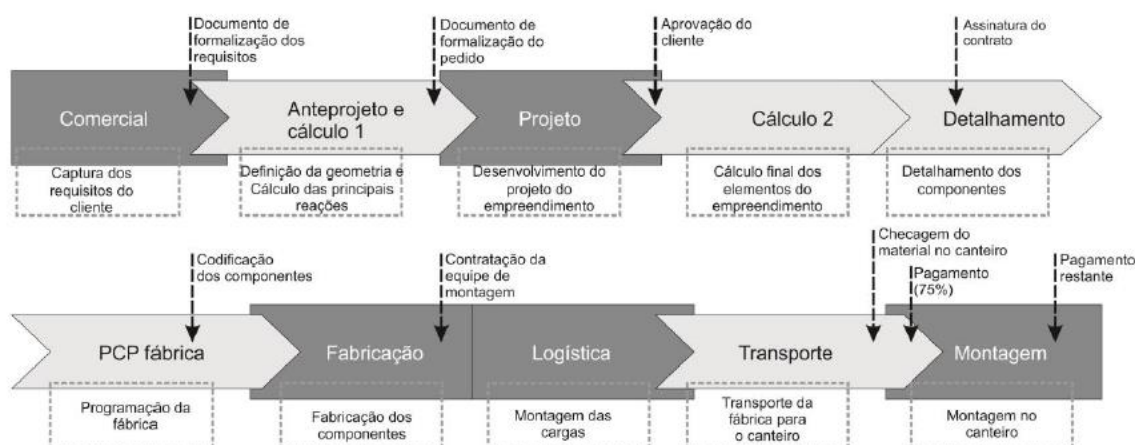 Documento de
formalização dos
requisitos
Documento de
formalização do
pedido
Aprovação do
cliente
Assinatura do
contrato
Comercial
Anteprojeto e
cálculo 1
Projeto
Cálculo 2
Detalhamento
Captura dos
requisitos do
cliente
Definição da geometria e
Cálculo das principais
reações
Desenvolvimento do
projeto do
empreendimento
Cálculo final dos
elementos do
empreendimento
Detalhamento dos
componentes
Codificação
dos componentes
Contratação da
equipe de
montagem
Checagem do
material no canteiro
Pagamento
(75%)
Pagamento
restante
PCP fábrica
Fabricação
Logística
Transporte
Montagem
Programação da
fábrica
Fabricação dos
componentes
Montagem das
cargas
Transporte da
fábrica para
o canteiro
Montagem no
canteiro